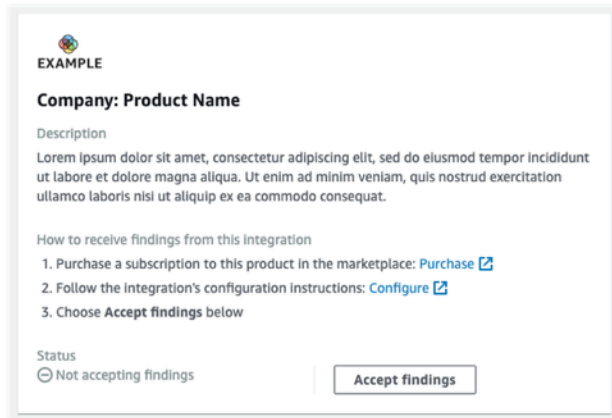 EXAMPLE
Company: Product Name
Description
Lorem ipsum dolor sit amet, consectetur adipiscing elit, sed do eiusmod tempor incididunt
ut labore et dolore magna aliqua. Ut enim ad minim veniam, quis nostrud exercitation
ullamco laboris nisi ut aliquip ex ea commodo consequat.
How to receive findings from this integration
1. Purchase a subscription to this product in the marketplace: Purchase
2. Follow the integration's configuration instructions: Configure
3. Choose Accept findings below
Status
Not accepting findings
Accept findings